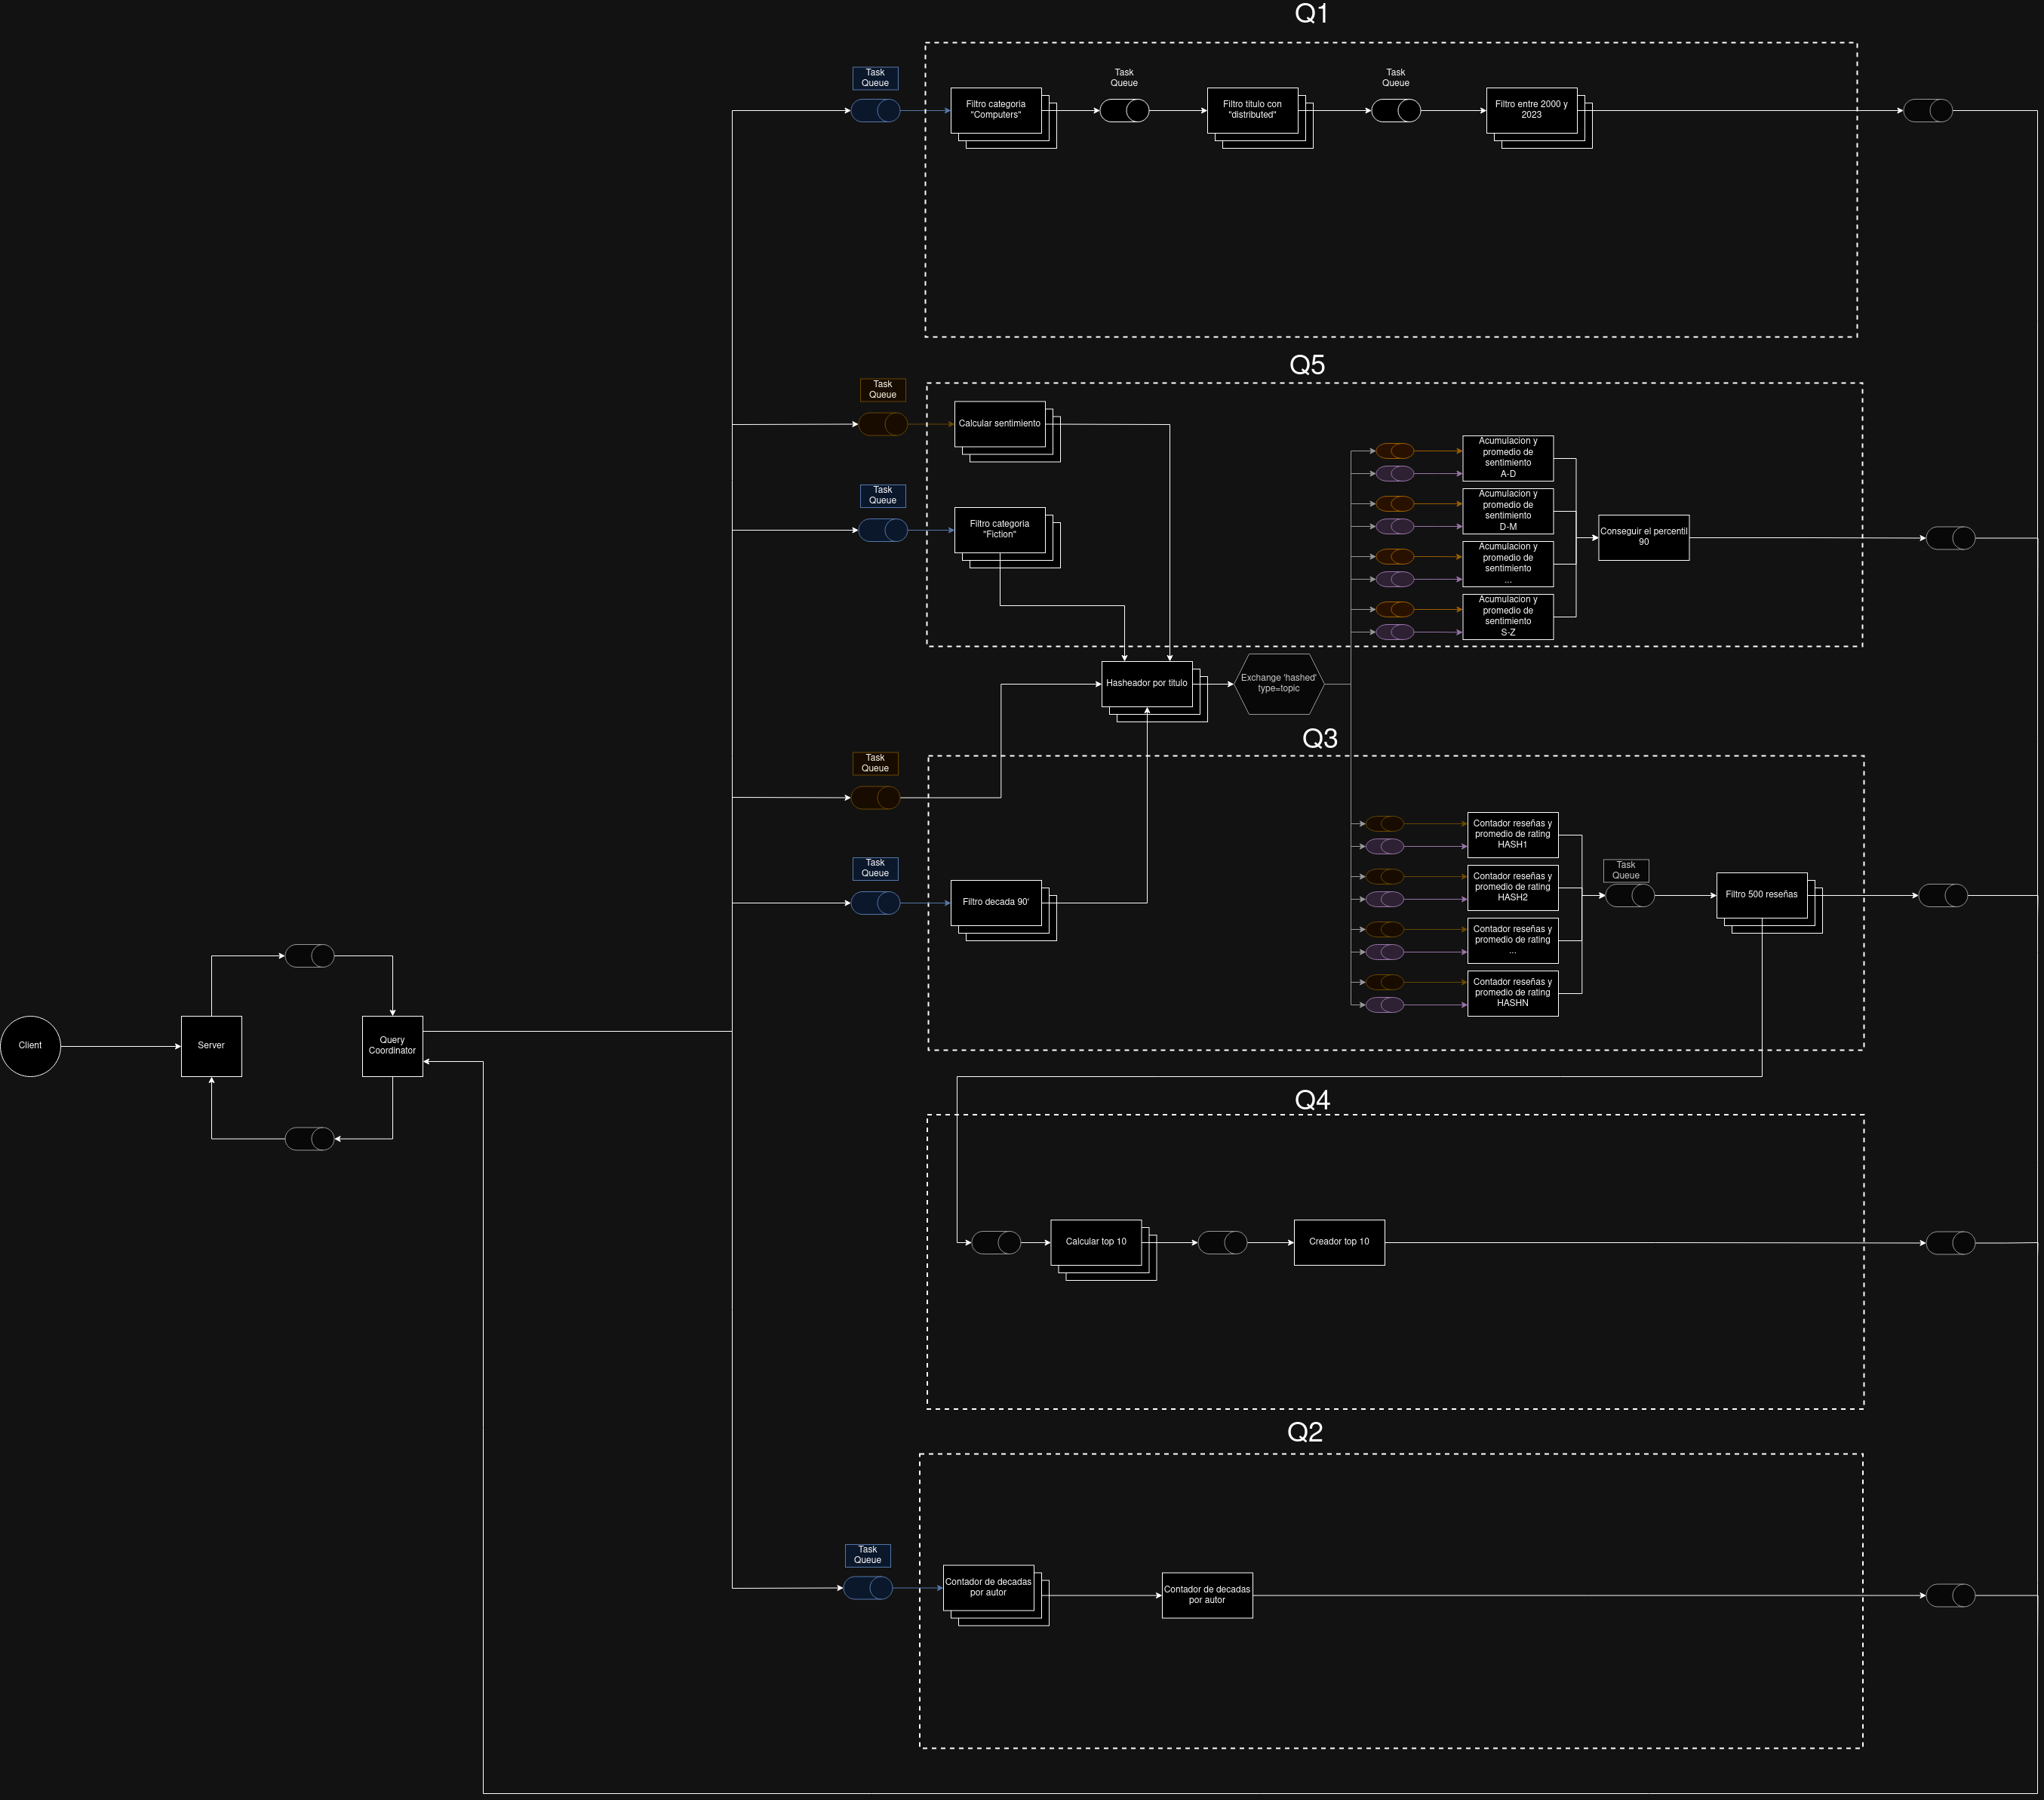 Q1
Task
Queue
Filtro categoria
"Computers"
Task
Queue
Filtro titulo con
"distributed"
Task
Queue
Filtro entre 2000 y
2023
Q5
Task
Queue
Calcular sentimiento
Task
Queue
Filtro categoria
"Fiction"
Acumulacion y
promedio de
sentimiento
A-D
Acumulacion y
promedio de
sentimiento
D-M
Acumulacion y
promedio de
sentimiento
...
Acumulacion y
promedio de
sentimiento
S-Z
Conseguir el percentil
90
Hasheador por titulo
Exchange 'hashed'
type=topic
Q3
Task
Queue
Task
Queue
Filtro decada 90'
Contador reseñas y
promedio de rating
HASH1
Contador reseñas y
promedio de rating
HASH2
Contador reseñas y
promedio de rating
...
Contador reseñas y
promedio de rating
HASHN
Task
Queue
Filtro 500 reseñas
Client
Server
Query
Coordinator
Q4
Calcular top 10
Creador top 10
Q2
Task
Queue
Contador de decadas
por autor
Contador de decadas
por autor